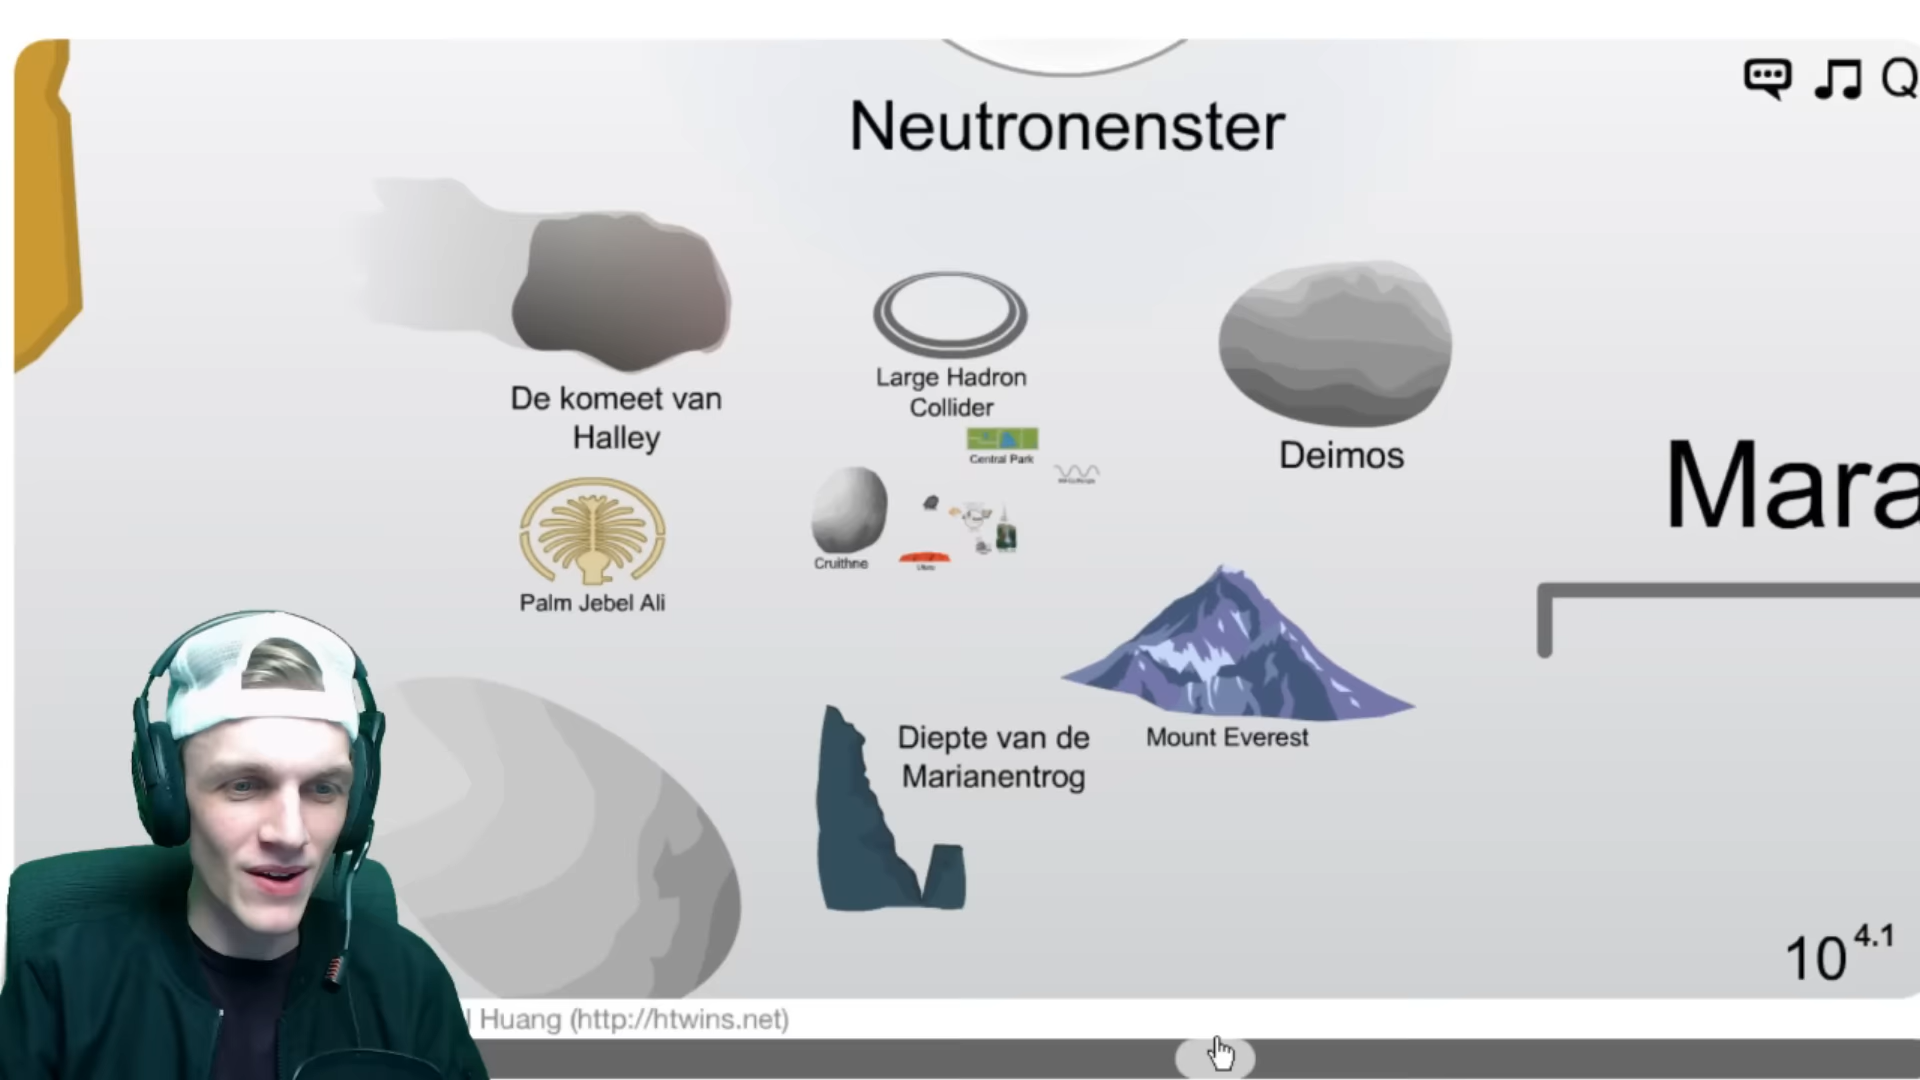 Neutronenster
De komeet van
Halley
Large Hadron
Collider
Central Park
Deimos
Mara
Cruithne
Uluru
Palm Jebel Ali
Diepte van de
Marianentrog
Mount Everest
10^4.1
Huang (http://htwins.net)